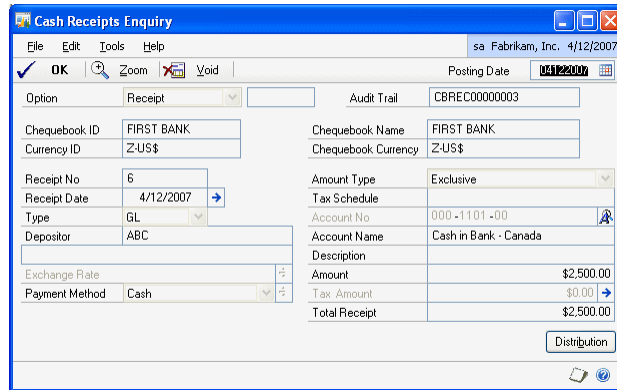 Cash Receipts Enquiry
File Edit Tools Help sa Fabrikam, Inc. 4/12/2007
OK Zoom Void Posting Date 04122007
Option Receipt Audit Trail CBREC00000003
Chequebook ID FIRST BANK Chequebook Name FIRST BANK
Currency ID Z-US$ Chequebook Currency Z-US$
Receipt No 6 Amount Type Exclusive
Receipt Date 4/12/2007 Tax Schedule
Type GL Account No 000 -1101 -00
Depositor ABC Account Name Cash in Bank - Canada
Description
Exchange Rate Amount $2,500.00
Payment Method Cash Tax Amount $0.00
Total Receipt $2,500.00
Distribution